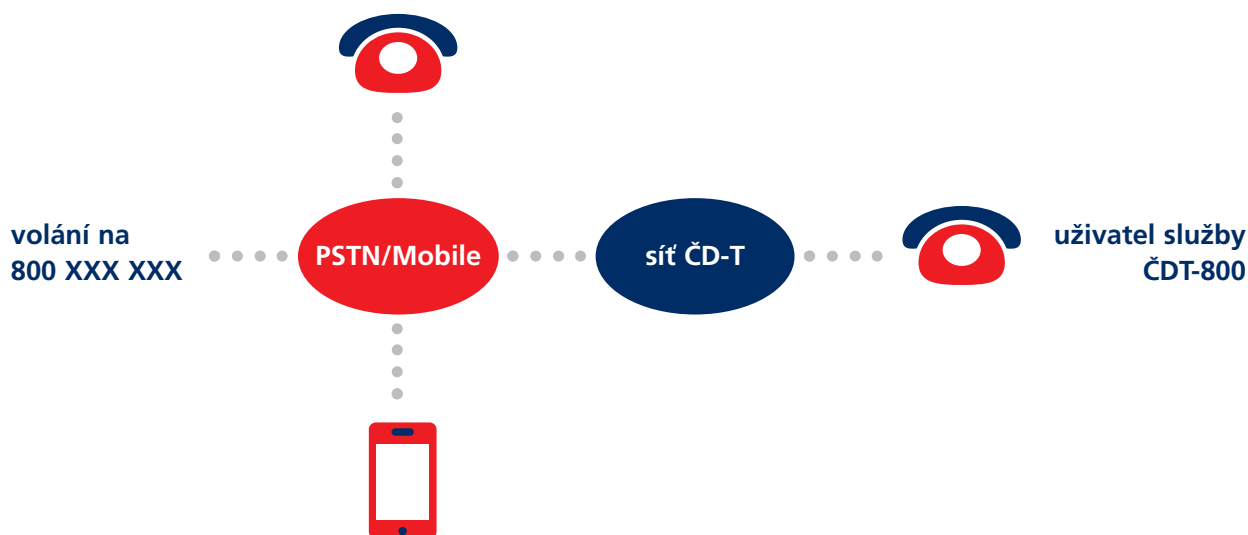 volání na
800 XXX XXX
PSTN/Mobile
síť ČD-T
uživatel služby
ČDT-800